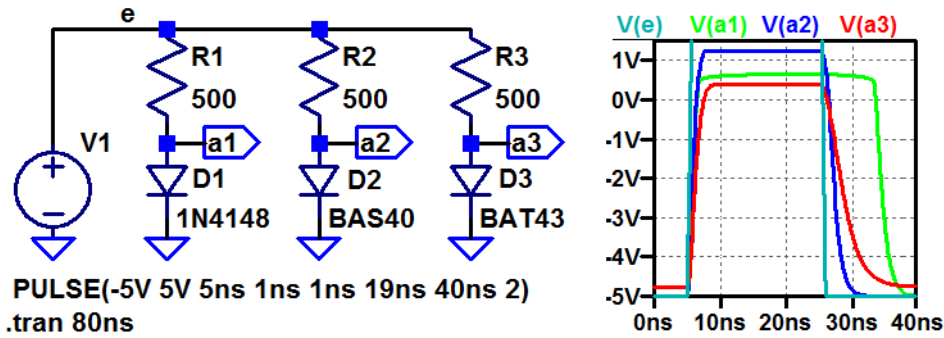 e
V(e) V(a1) V(a2) V(a3)
R1 R2 R3
500 500 500
V1
a1 a2 a3
D1 D2 D3
1N4148 BAS40 BAT43
PULSE(-5V 5V 5ns 1ns 1ns 19ns 40ns 2)
.tran 80ns
1V
0V
-1V
-2V
-3V
-4V
-5V
0ns 10ns 20ns 30ns 40ns